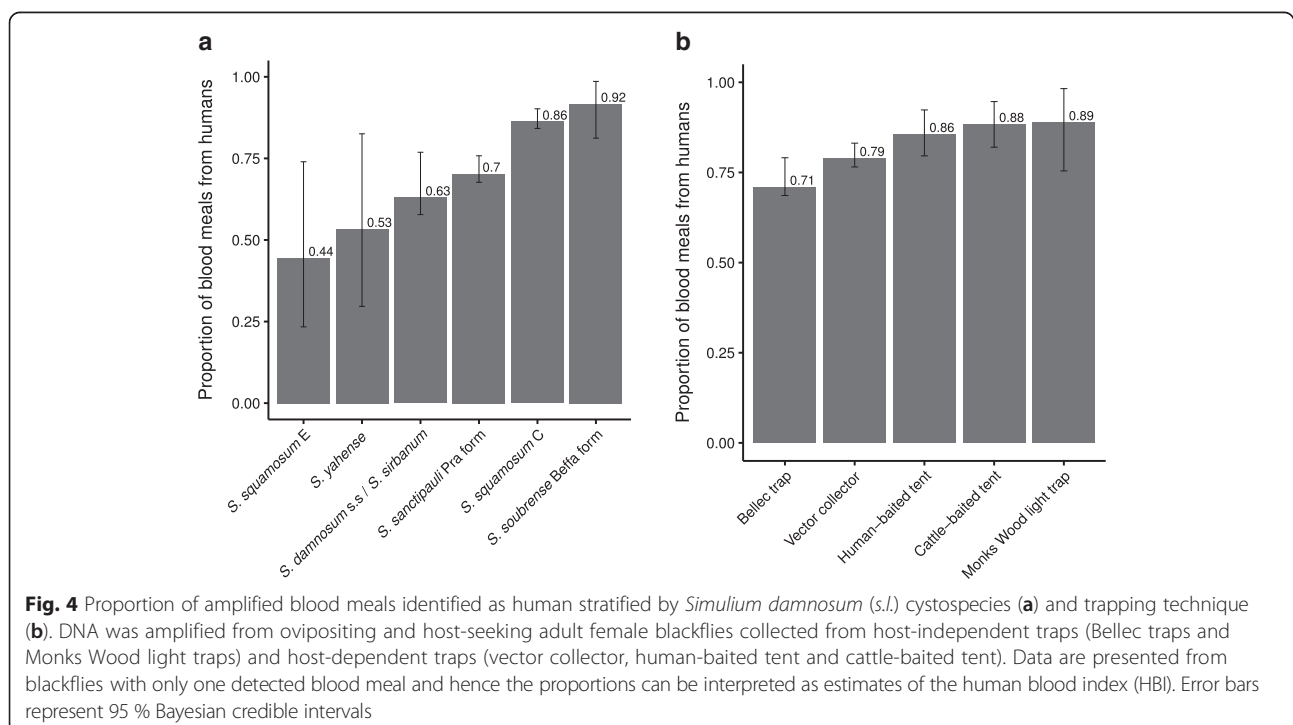 a
Proportion of blood meals from humans
1.00
0.75
0.50
0.25
0.00
0.44
0.53
0.63
0.7
0.86
0.92
S. squamosum E
S. yahense
S. damnosum s.s / S. sirbanum
S. sanctipauli Pra form
S. squamosum C
S. soubrense Beffa form
b
Proportion of blood meals from humans
1.00
0.75
0.50
0.25
0.00
0.71
0.79
0.86
0.88
0.89
Bellec trap
Vector collector
Human−baited tent
Cattle−baited tent
Monks Wood light trap
Fig. 4 Proportion of amplified blood meals identified as human stratified by Simulium damnosum (s.l.) cystospecies (a) and trapping technique
(b). DNA was amplified from ovipositing and host-seeking adult female blackflies collected from host-independent traps (Bellec traps and
Monks Wood light traps) and host-dependent traps (vector collector, human-baited tent and cattle-baited tent). Data are presented from
blackflies with only one detected blood meal and hence the proportions can be interpreted as estimates of the human blood index (HBI). Error bars
represent 95 % Bayesian credible intervals